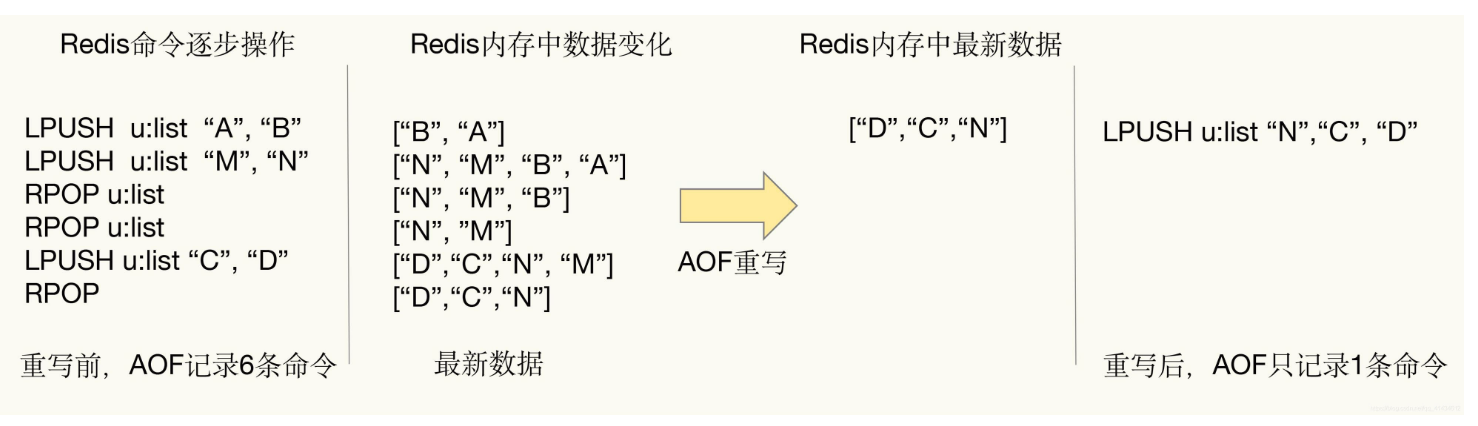 Redis命令逐步操作
LPUSH u:list “A”, “B”
LPUSH u:list “M”, “N”
RPOP u:list
RPOP u:list
LPUSH u:list “C”, “D”
RPOP
重写前，AOF记录6条命令
Redis内存中数据变化
[“B”, “A”]
[“N”, “M”, “B”, “A”]
[“N”, “M”, “B”]
[“N”, ”M”]
[“D”,“C”,“N”, “M”]
[“D”,“C”,“N”]
最新数据
AOF重写
Redis内存中最新数据
[“D”,“C”,“N”]
LPUSH u:list “N”,“C”, “D”
重写后，AOF只记录1条命令